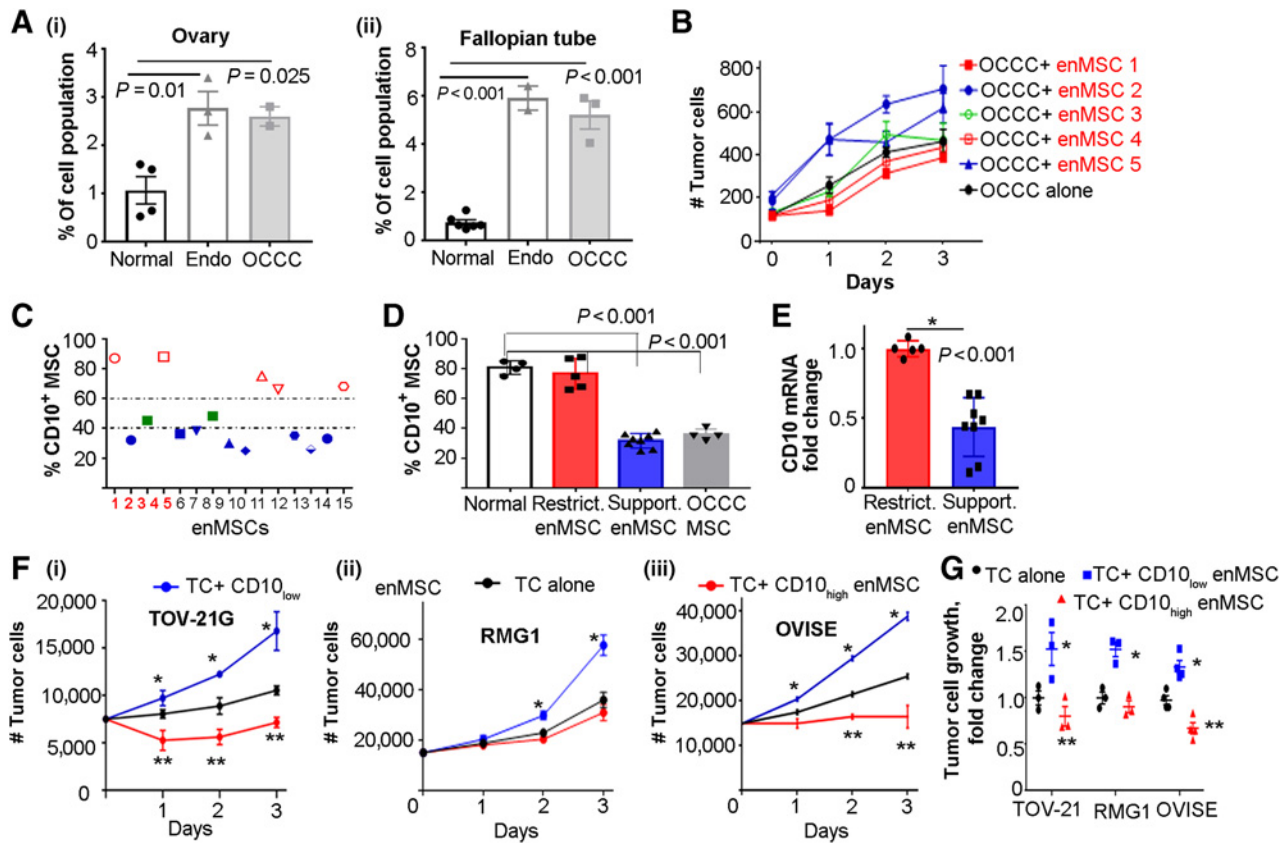 A (i) (ii) B
Ovary
Fallopian tube
% Of cell population
4
3
2
1
0
P = 0.01
P = 0.025
Normal Endo OCCC
% Of cell population
8
6
4
2
0
P <0.001
P <0.001
Normal Endo OCCC
# Tumor cells
800
600
400
200
0
0 1 2 3
Days
OCCC+ enMSC 1
OCCC+ enMSC 2
OCCC+ enMSC 3
OCCC+ enMSC 4
OCCC+ enMSC 5
OCCC alone
C
% CD10+ MSC
100
80
60
40
20
1 2 3 4 5 6 7 8 9 10 11 12 13 14 15
enMSCs
D
% CD10+ MSC
100
80
60
40
20
P < 0.001
P < 0.001
Normal Restrict. enMSC Support. enMSC OCCC MSC
E
CD10 mRNA
fold change
1.0
0.5
0
*
P <0.001
Restrict. enMSC Support. enMSC
F (i) (ii) (iii)
TC+ CD10low enMSC TC alone TC+ CD10high enMSC
TOV-21G
# Tumor cells
20,000
15,000
10,000
5,000
0
* * *
** ** **
1 2 3
Days
RMG1
# Tumor cells
60,000
40,000
20,000
* *
0 1 2 3
Days
OVISE
# Tumor cells
40,000
30,000
20,000
10,000
* * *
** **
0 1 2 3
Days
G
TC alone TC+ CD10low enMSC
TC+ CD10high enMSC
Tumor cell growth,
fold change
2.0
1.5
1.0
0.5
0
* * *
** **
TOV-21 RMG1 OVISE